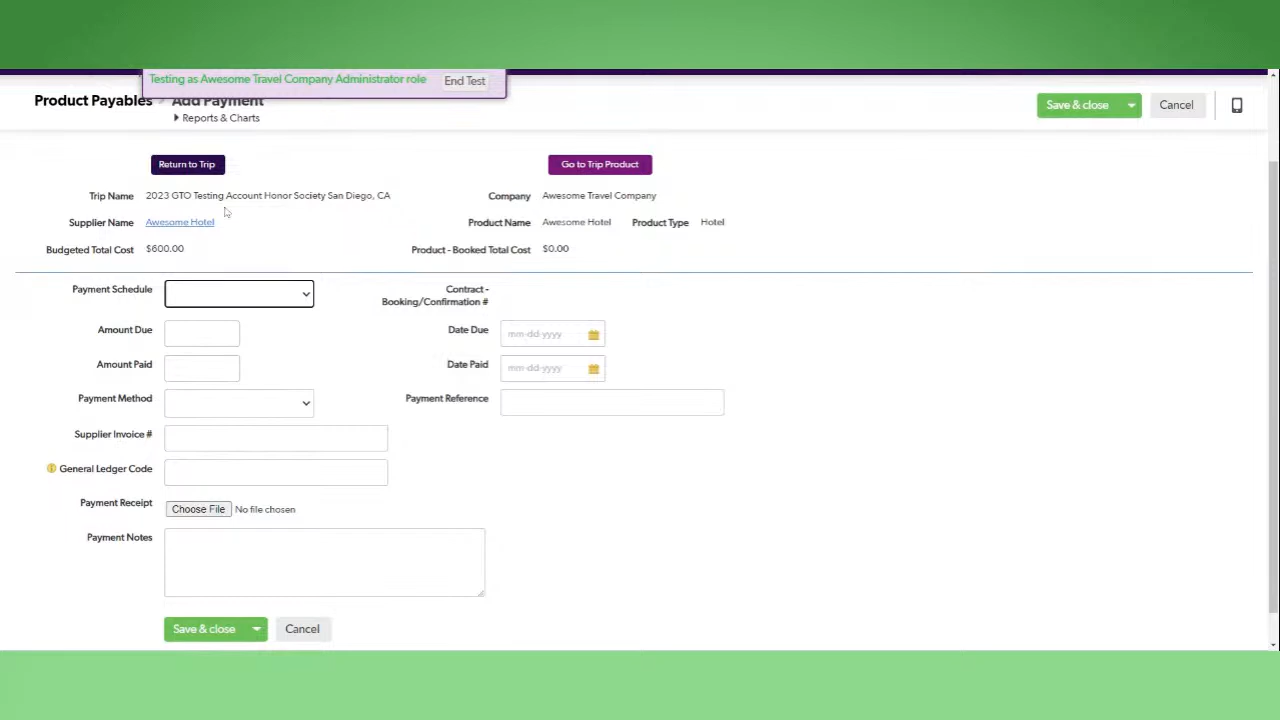 Testing as Awesome Travel Company Administrator role End Test
Product Payables Add Payment
Reports & Charts
Save & close Cancel
Return to Trip Go to Trip Product
Trip Name 2023 GTO Testing Account Honor Society San Diego, CA Company Awesome Travel Company
Supplier Name Awesome Hotel Product Name Awesome Hotel Product Type Hotel
Budgeted Total Cost $600.00 Product - Booked Total Cost $0.00
Payment Schedule Contract -
Booking/Confirmation #
Amount Due Date Due mm-dd-yyyy
Amount Paid Date Paid mm-dd-yyyy
Payment Method Payment Reference
Supplier Invoice #
General Ledger Code
Payment Receipt Choose File No file chosen
Payment Notes
Save & close Cancel